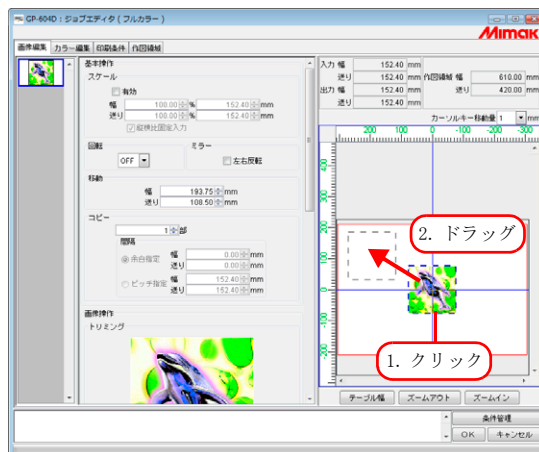 GP-604D：ジョブエディタ(フルカラー)
Mimaki
画像編集 カラー編集 印刷条件 作図領域
基本操作
スケール
有効
幅 100.00 % 152.40 mm
送り 100.00 % 152.40 mm
縦横比固定入力
回転
OFF
ミラー
左右反転
移動
幅 193.75 mm
送り 108.50 mm
コピー
1 部
間隔
余白指定 幅 0.00 mm
送り 0.00 mm
ピッチ指定 幅 152.40 mm
送り 152.40 mm
画像操作
トリミング
入力 幅 152.40 mm
送り 152.40 mm 作図領域 幅 610.00 mm
出力 幅 152.40 mm 送り 420.00 mm
送り 152.40 mm
カーソルキー移動量 1 mm
200 100 0 -100 -200 -300
400
300
200
100
0
-100
-200
2. ドラッグ
1. クリック
テーブル幅 ズームアウト ズームイン
条件管理
OK キャンセル